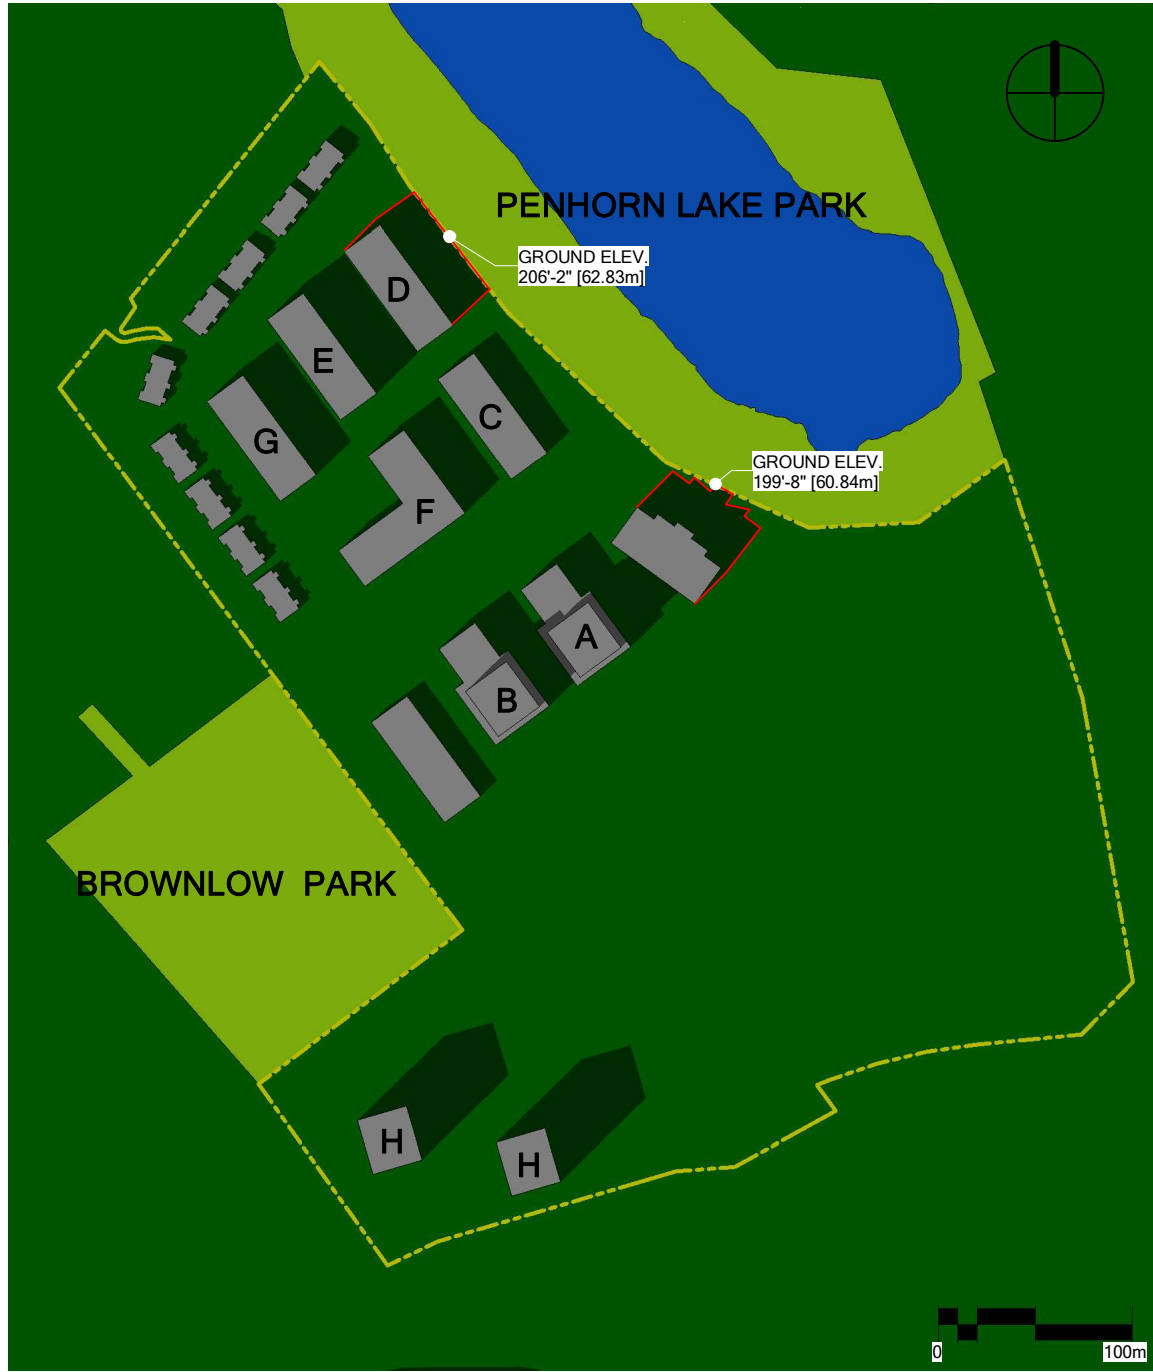 PENHORN LAKE PARK
GROUND ELEV.
206'-2" [62.83m]
D
E
C
G
GROUND ELEV.
199'-8" [60.84m]
F
A
B
BROWNLOW PARK
H
H
0
100m